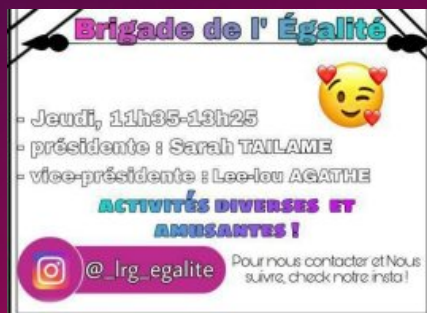 Brigade de l' Égalité
- Jeudi, 11h35-13h25
- présidente : Sarah TAILAME
- vice-présidente : Lee-lou AGATHE
ACTIVITÉS DIVERSES ET
AMUSANTES !
@_lrg_egalite
Pour nous contacter et Nous
suivre, check notre insta !